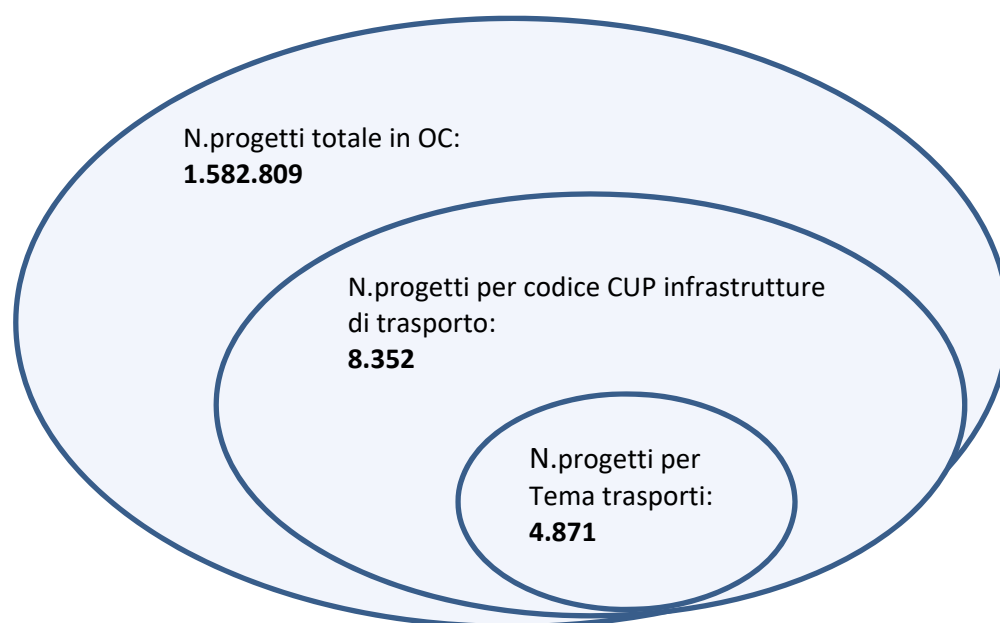 N.progetti totale in OC:
1.582.809
N.progetti per codice CUP infrastrutture
di trasporto:
8.352
N.progetti per
Tema trasporti:
4.871